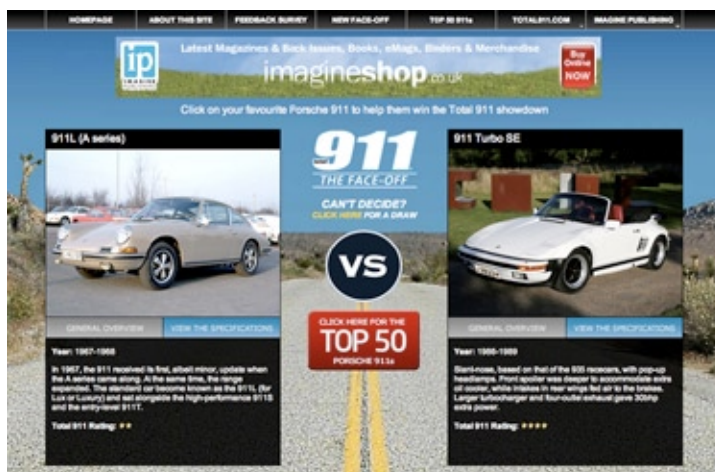 HOMEPAGE
ABOUT THIS SITE
FEEDBACK SURVEY
NEW FACE-OFF
TOP 50 911s
TOTAL911.COM
IMAGINE PUBLISHING
Latest Magazines & Back Issues, Books, eMags, Binders & Merchandise
ip
IMAGINE
imagineshop.co.uk
Buy
Online
NOW
Click on your favourite Porsche 911 to help them win the Total 911 showdown
911L (A series)
911
THE FACE-OFF
CAN'T DECIDE?
CLICK HERE FOR A DRAW
VS
CLICK HERE FOR THE
TOP 50
PORSCHE 911s
911 Turbo SE
GENERAL OVERVIEW
VIEW THE SPECIFICATIONS
Year: 1967-1968
In 1967, the 911 received its first, albeit minor, update when
the A series came along. At the same time, the range
expanded. The standard car become known as the 911L (for
Lux or Luxury) and sat alongside the high-performance 911S
and the entry-level 911T.
Total 911 Rating: ★★
GENERAL OVERVIEW
VIEW THE SPECIFICATIONS
Year: 1986-1989
Slant-nose, based on that of the 935 racecars, with pop-up
headlamps. Front spoiler was deeper to accommodate extra
oil cooler, while intakes in rear wings fed air to the brakes.
Larger turbocharger and four-outlet exhaust gave 30bhp
extra power.
Total 911 Rating: ★★★★